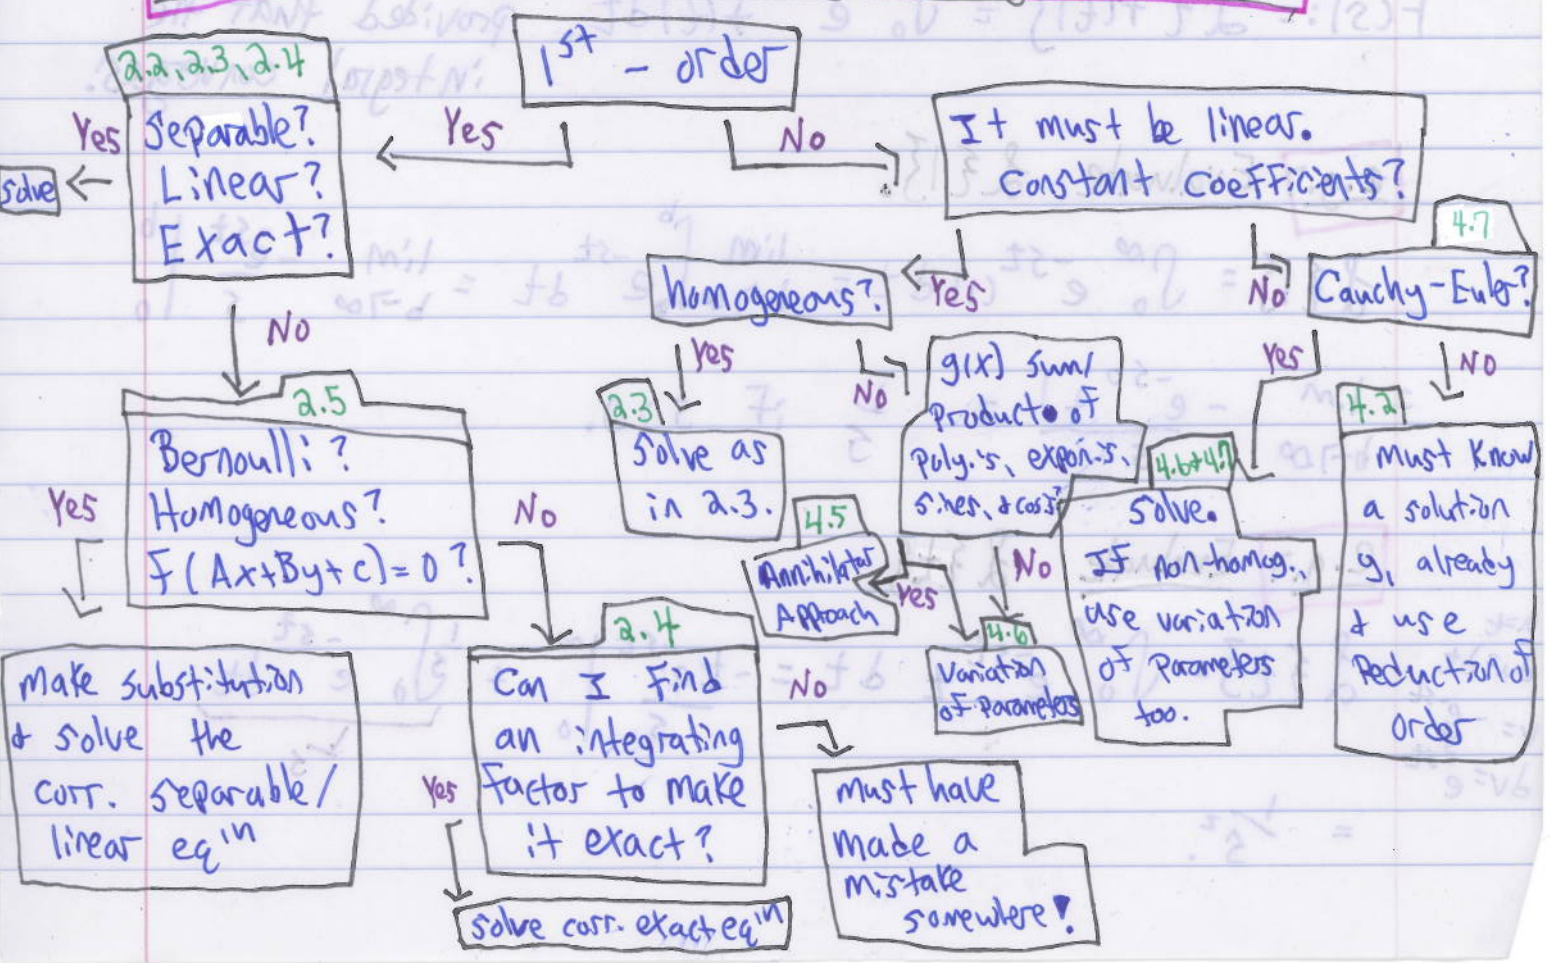 1st - order
2.2, 2.3, 2.4
Separable?
Linear?
Exact?
Yes
Yes
solve
No
It must be linear.
Constant Coefficients?
4.7
Cauchy-Euler?
homogeneous?
Yes
No
No
Yes
No
Yes
No
2.5
Bernoulli?
Homogeneous?
F(Ax+By+c)=0?
Yes
No
2.3
Solve as
in 2.3.
g(x) sum/
product of
poly.'s, expon.'s,
sines, & cos's?
4.5
Annihilator
Approach
Yes
No
4.6
Variation
of Parameters
4.6+4.7
Solve.
If non-homog.,
use variation
of parameters
too.
4.2
Must know
a solution
y, already
& use
Reduction of
order
make substitution
& solve the
corr. separable/
linear eq'n
2.4
Can I find
an integrating
factor to make
it exact?
Yes
No
solve corr. exact eq'n
must have
made a
mistake
somewhere!